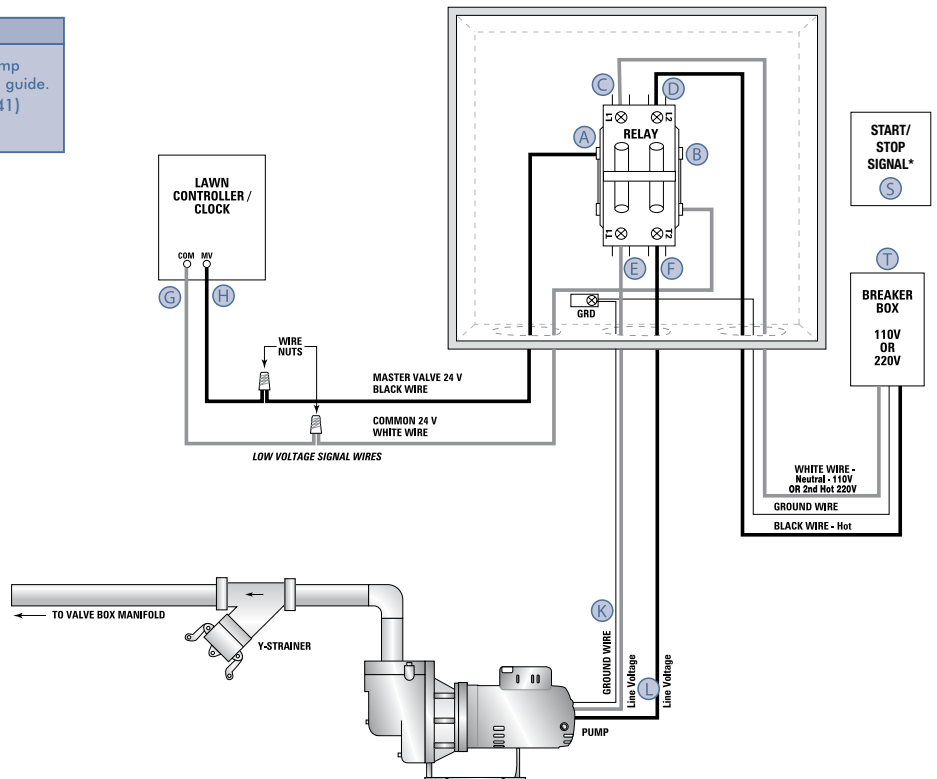 mp
guide.
41)
C
D
L1
L2
RELAY
A
B
T1
T2
E
F
GRD
START/
STOP
SIGNAL*
S
T
BREAKER
BOX
110V
OR
220V
LAWN
CONTROLLER /
CLOCK
COM MV
G
H
WIRE
NUTS
MASTER VALVE 24 V
BLACK WIRE
COMMON 24 V
WHITE WIRE
LOW VOLTAGE SIGNAL WIRES
WHITE WIRE -
Neutral - 110V
OR 2nd Hot 220V
GROUND WIRE
BLACK WIRE - Hot
TO VALVE BOX MANIFOLD
Y-STRAINER
K
GROUND WIRE
Line Voltage
L
Line Voltage
PUMP